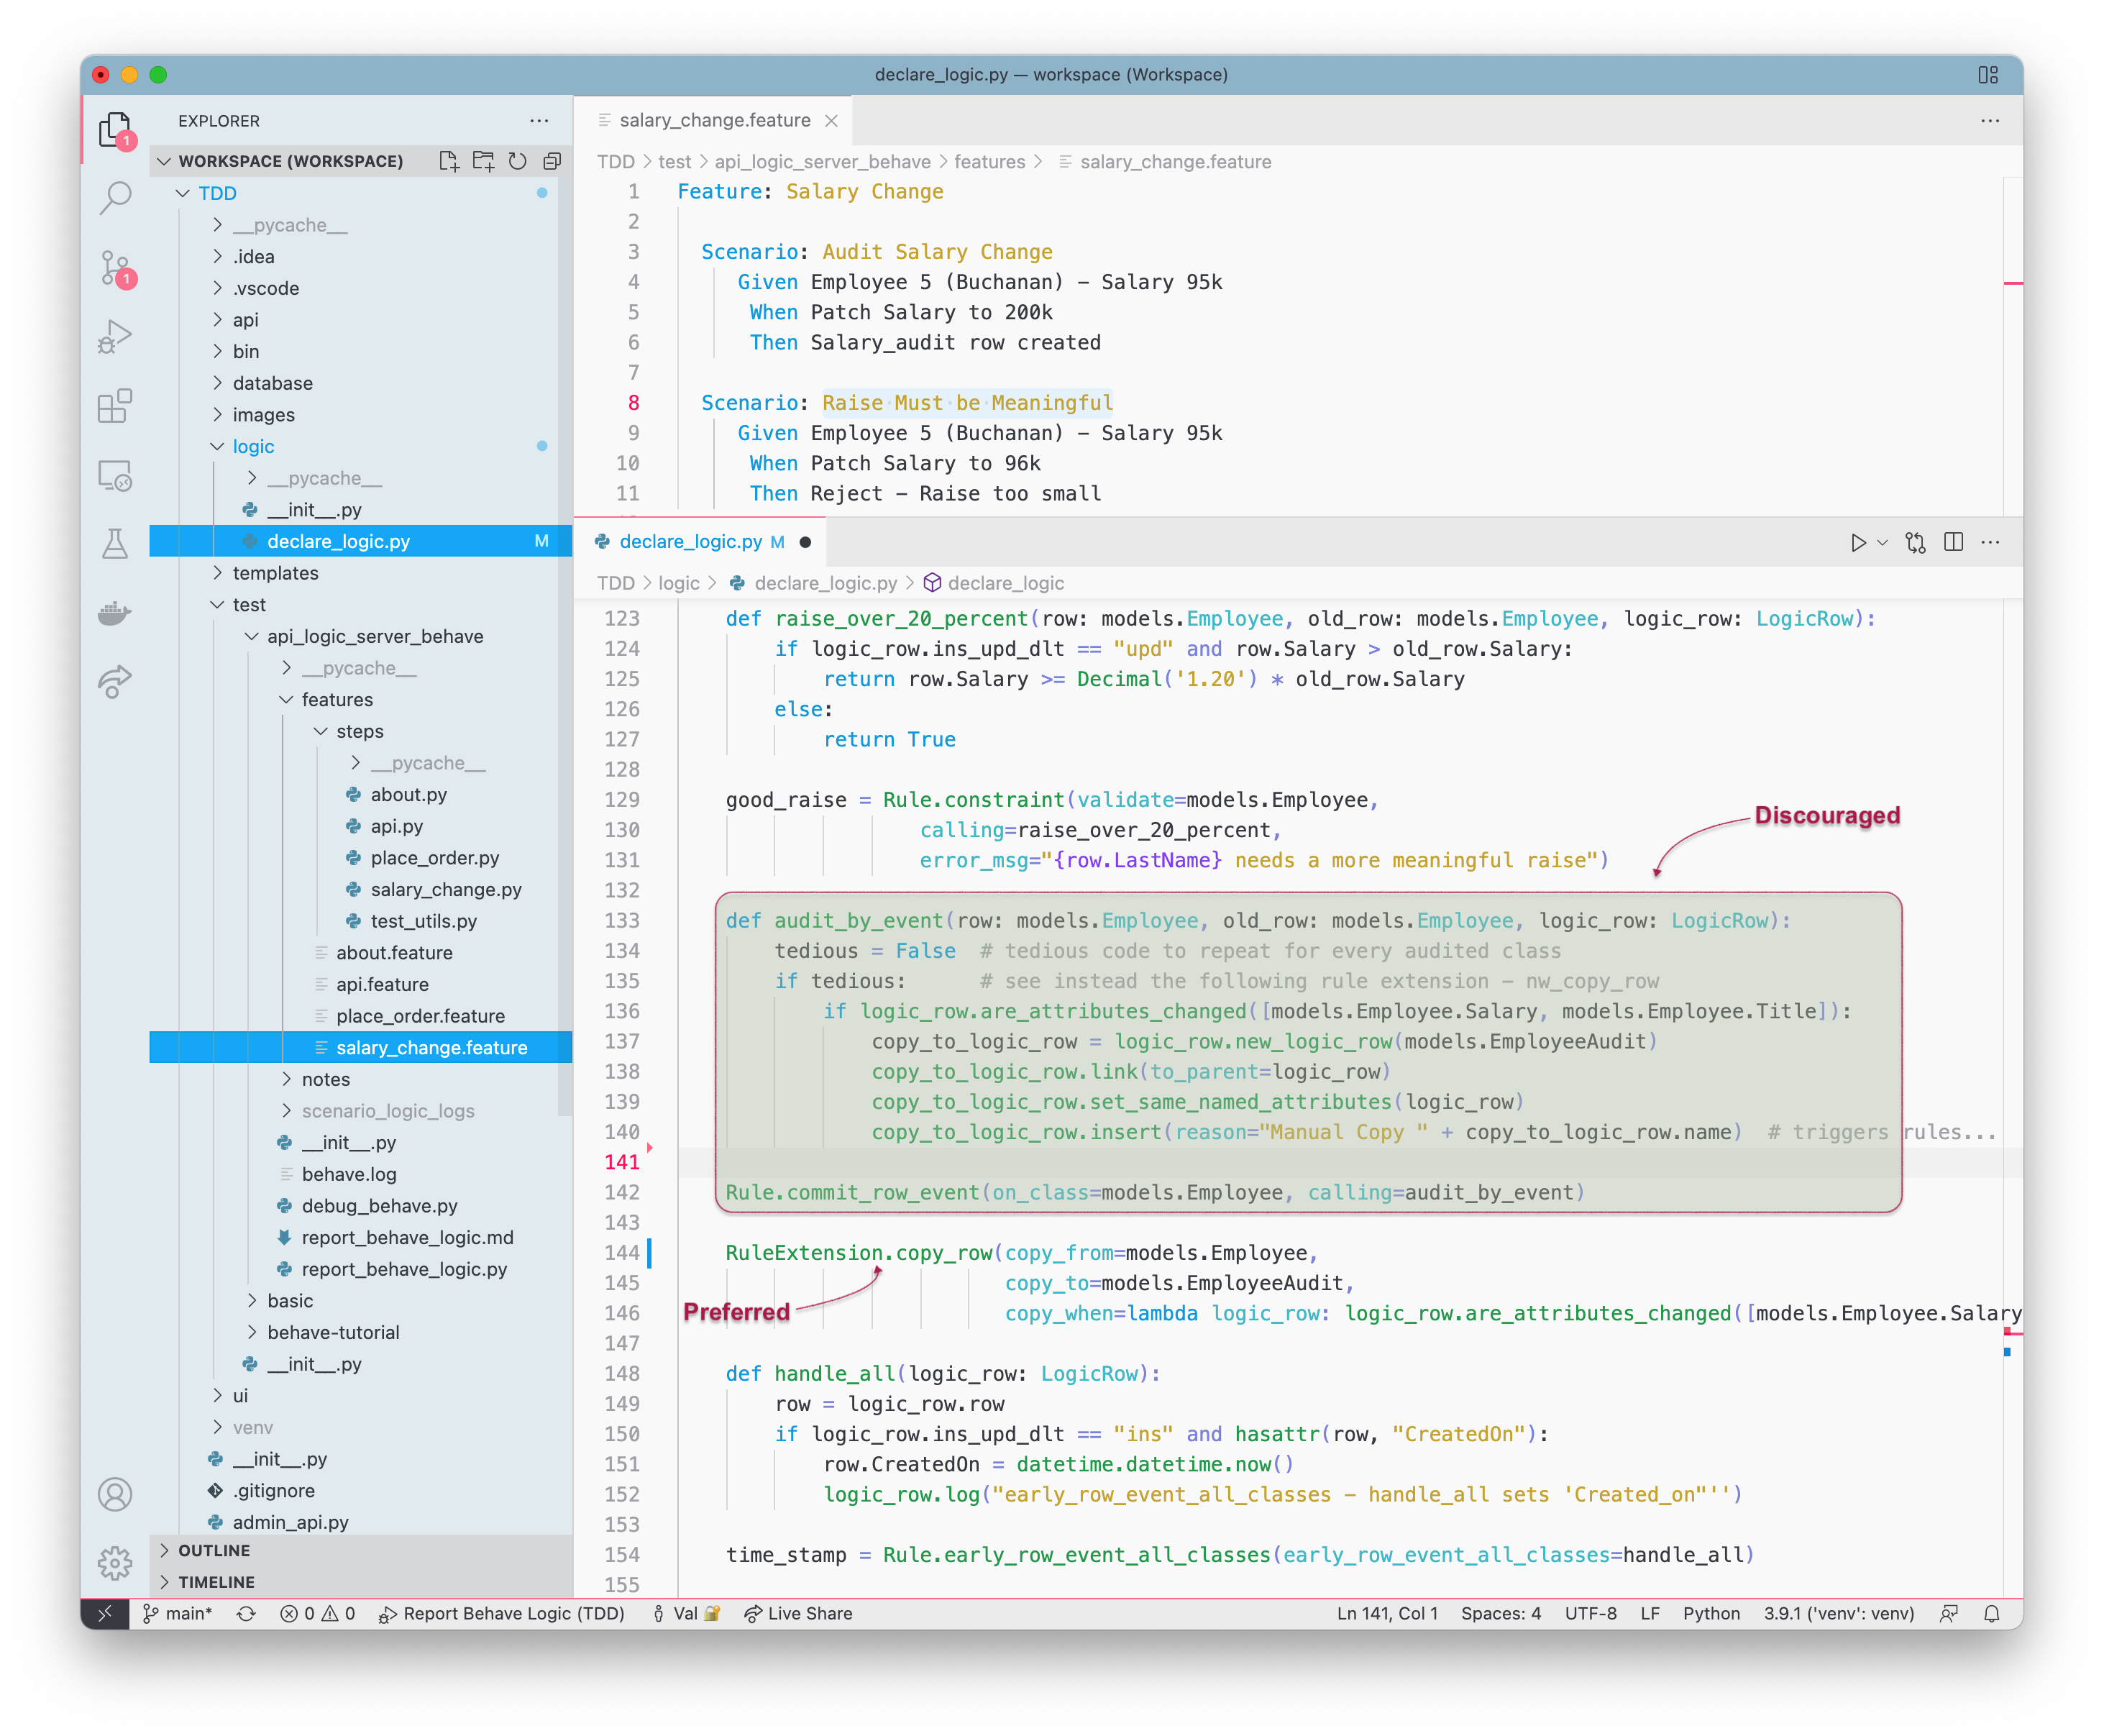 declare_logic.py — workspace (Workspace)
EXPLORER
1
WORKSPACE (WORKSPACE)
TDD
__pycache__
.idea
.vscode
api
bin
database
images
logic
__pycache__
__init__.py
declare_logic.py M
templates
test
api_logic_server_behave
__pycache__
features
steps
__pycache__
about.py
api.py
place_order.py
salary_change.py
test_utils.py
about.feature
api.feature
place_order.feature
salary_change.feature
notes
scenario_logic_logs
__init__.py
behave.log
debug_behave.py
report_behave_logic.md
report_behave_logic.py
basic
behave-tutorial
__init__.py
ui
venv
__init__.py
.gitignore
admin_api.py
OUTLINE
TIMELINE
1
salary_change.feature
TDD > test > api_logic_server_behave > features > salary_change.feature
1 Feature: Salary Change
2
3 Scenario: Audit Salary Change
4 Given Employee 5 (Buchanan) – Salary 95k
5 When Patch Salary to 200k
6 Then Salary_audit row created
7
8 Scenario: Raise·Must·be·Meaningful
9 Given Employee 5 (Buchanan) – Salary 95k
10 When Patch Salary to 96k
11 Then Reject – Raise too small
declare_logic.py M
TDD > logic > declare_logic.py > declare_logic
123 def raise_over_20_percent(row: models.Employee, old_row: models.Employee, logic_row: LogicRow):
124 if logic_row.ins_upd_dlt == "upd" and row.Salary > old_row.Salary:
125 return row.Salary >= Decimal('1.20') * old_row.Salary
126 else:
127 return True
128
129 good_raise = Rule.constraint(validate=models.Employee,
130 calling=raise_over_20_percent,
Discouraged
131 error_msg="{row.LastName} needs a more meaningful raise")
132
133 def audit_by_event(row: models.Employee, old_row: models.Employee, logic_row: LogicRow):
134 tedious = False # tedious code to repeat for every audited class
135 if tedious: # see instead the following rule extension – nw_copy_row
136 if logic_row.are_attributes_changed([models.Employee.Salary, models.Employee.Title]):
137 copy_to_logic_row = logic_row.new_logic_row(models.EmployeeAudit)
138 copy_to_logic_row.link(to_parent=logic_row)
139 copy_to_logic_row.set_same_named_attributes(logic_row)
140 copy_to_logic_row.insert(reason="Manual Copy " + copy_to_logic_row.name) # triggers rules...
141
142 Rule.commit_row_event(on_class=models.Employee, calling=audit_by_event)
143
144 RuleExtension.copy_row(copy_from=models.Employee,
145 copy_to=models.EmployeeAudit,
Preferred
146 copy_when=lambda logic_row: logic_row.are_attributes_changed([models.Employee.Salary
147
148 def handle_all(logic_row: LogicRow):
149 row = logic_row.row
150 if logic_row.ins_upd_dlt == "ins" and hasattr(row, "CreatedOn"):
151 row.CreatedOn = datetime.datetime.now()
152 logic_row.log("early_row_event_all_classes – handle_all sets 'Created_on"'')
153
154 time_stamp = Rule.early_row_event_all_classes(early_row_event_all_classes=handle_all)
155
main* 0 0 Report Behave Logic (TDD) Val Live Share Ln 141, Col 1 Spaces: 4 UTF-8 LF Python 3.9.1 ('venv': venv)